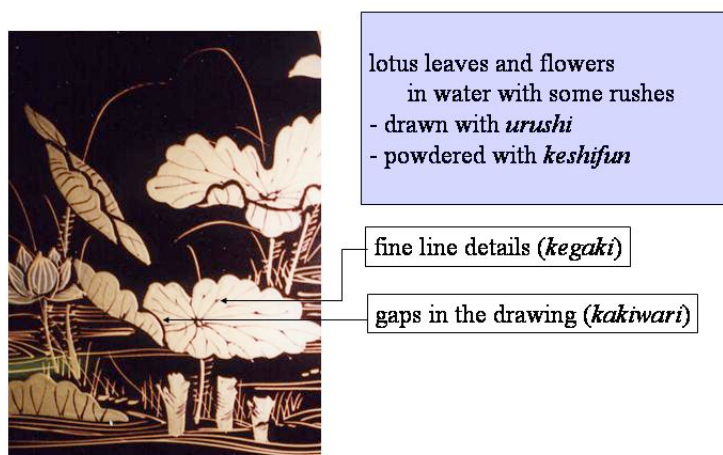 lotus leaves and flowers
in water with some rushes
- drawn with urushi
- powdered with keshifun
fine line details (kegaki)
gaps in the drawing (kakiwari)